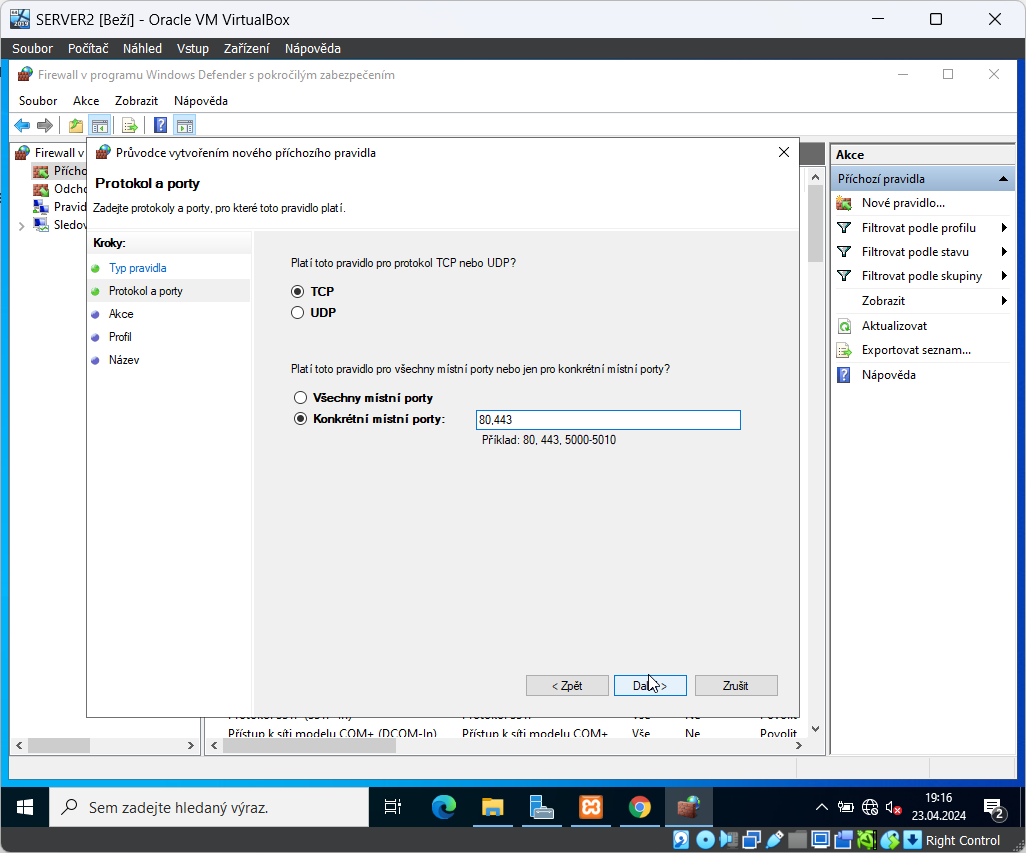 SERVER2 [Beží] - Oracle VM VirtualBox
Soubor Počítač Náhled Vstup Zařízení Nápověda
Firewall v programu Windows Defender s pokročilým zabezpečením
Soubor Akce Zobrazit Nápověda
Firewall v
Přícho
Odcho
Pravid
Sledov
Průvodce vytvořením nového příchozího pravidla
Protokol a porty
Zadejte protokoly a porty, pro které toto pravidlo platí.
Kroky:
Typ pravidla
Protokol a porty
Akce
Profil
Název
Platí toto pravidlo pro protokol TCP nebo UDP?
TCP
UDP
Platí toto pravidlo pro všechny místní porty nebo jen pro konkrétní místní porty?
Všechny místní porty
Konkrétní místní porty:
80,443
Příklad: 80, 443, 5000-5010
< Zpět
Zrušit
Přístup k síti modelu COM+ (DCOM-In) Přístup k síti modelu COM+ Vše Ne Povolit
Akce
Příchozí pravidla
Nové pravidlo...
Filtrovat podle profilu
Filtrovat podle stavu
Filtrovat podle skupiny
Zobrazit
Aktualizovat
Exportovat seznam...
Nápověda
Sem zadejte hledaný výraz.
19:16
23.04.2024
2
Right Control